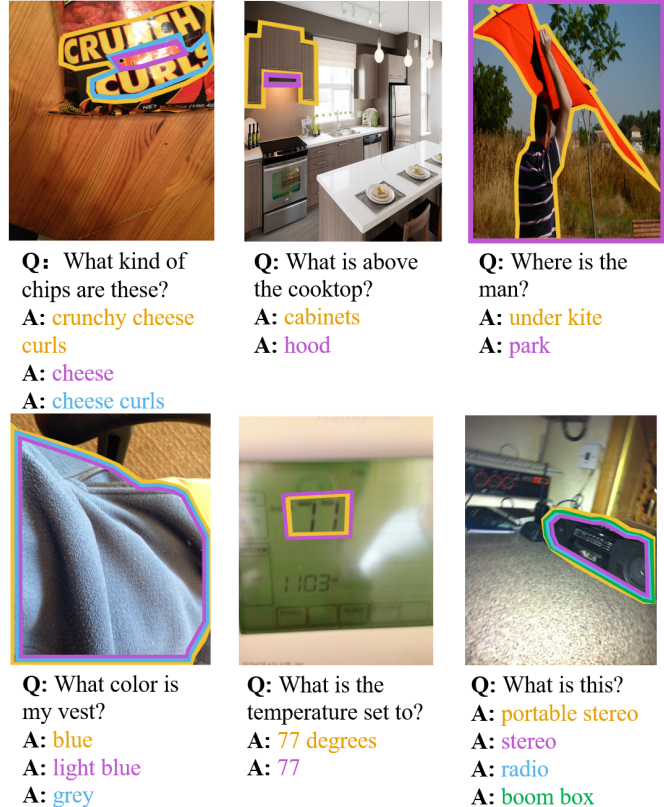 CRUNCHY
CURLS
NET
Q: What kind of
chips are these?
A: crunchy cheese
curls
A: cheese
A: cheese curls
Q: What is above
the cooktop?
A: cabinets
A: hood
Q: Where is the
man?
A: under kite
A: park
77
1103
Q: What color is
my vest?
A: blue
A: light blue
A: grey
Q: What is the
temperature set to?
A: 77 degrees
A: 77
Q: What is this?
A: portable stereo
A: stereo
A: radio
A: boom box